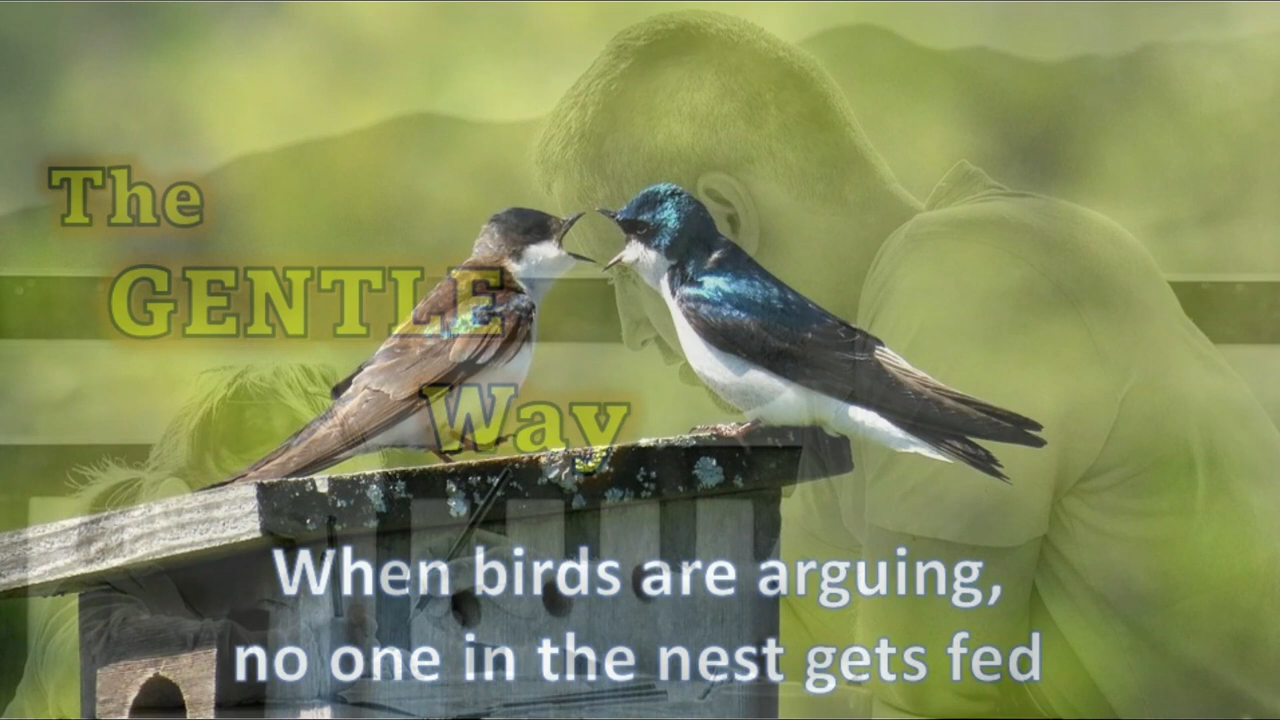 The
GENTLE
Way
When birds are arguing,
no one in the nest gets fed